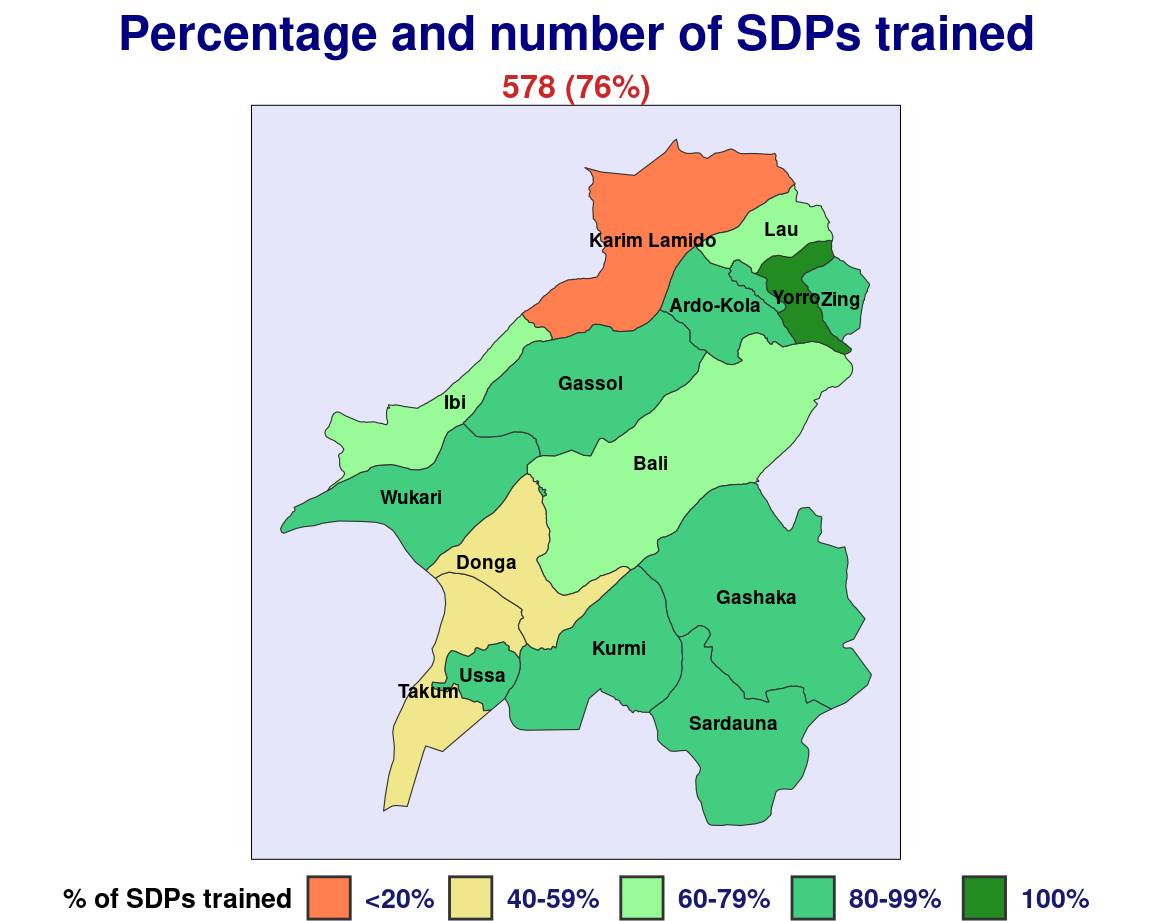 Percentage and number of SDPs trained
578 (76%)
Lau
Karim Lamido
Yorro Zing
Ardo-Kola
Gassol
Ibi
Bali
Wukari
Donga
Gashaka
Kurmi
Ussa
Takum
Sardauna
% of SDPs trained <20% 40-59% 60-79% 80-99% 100%